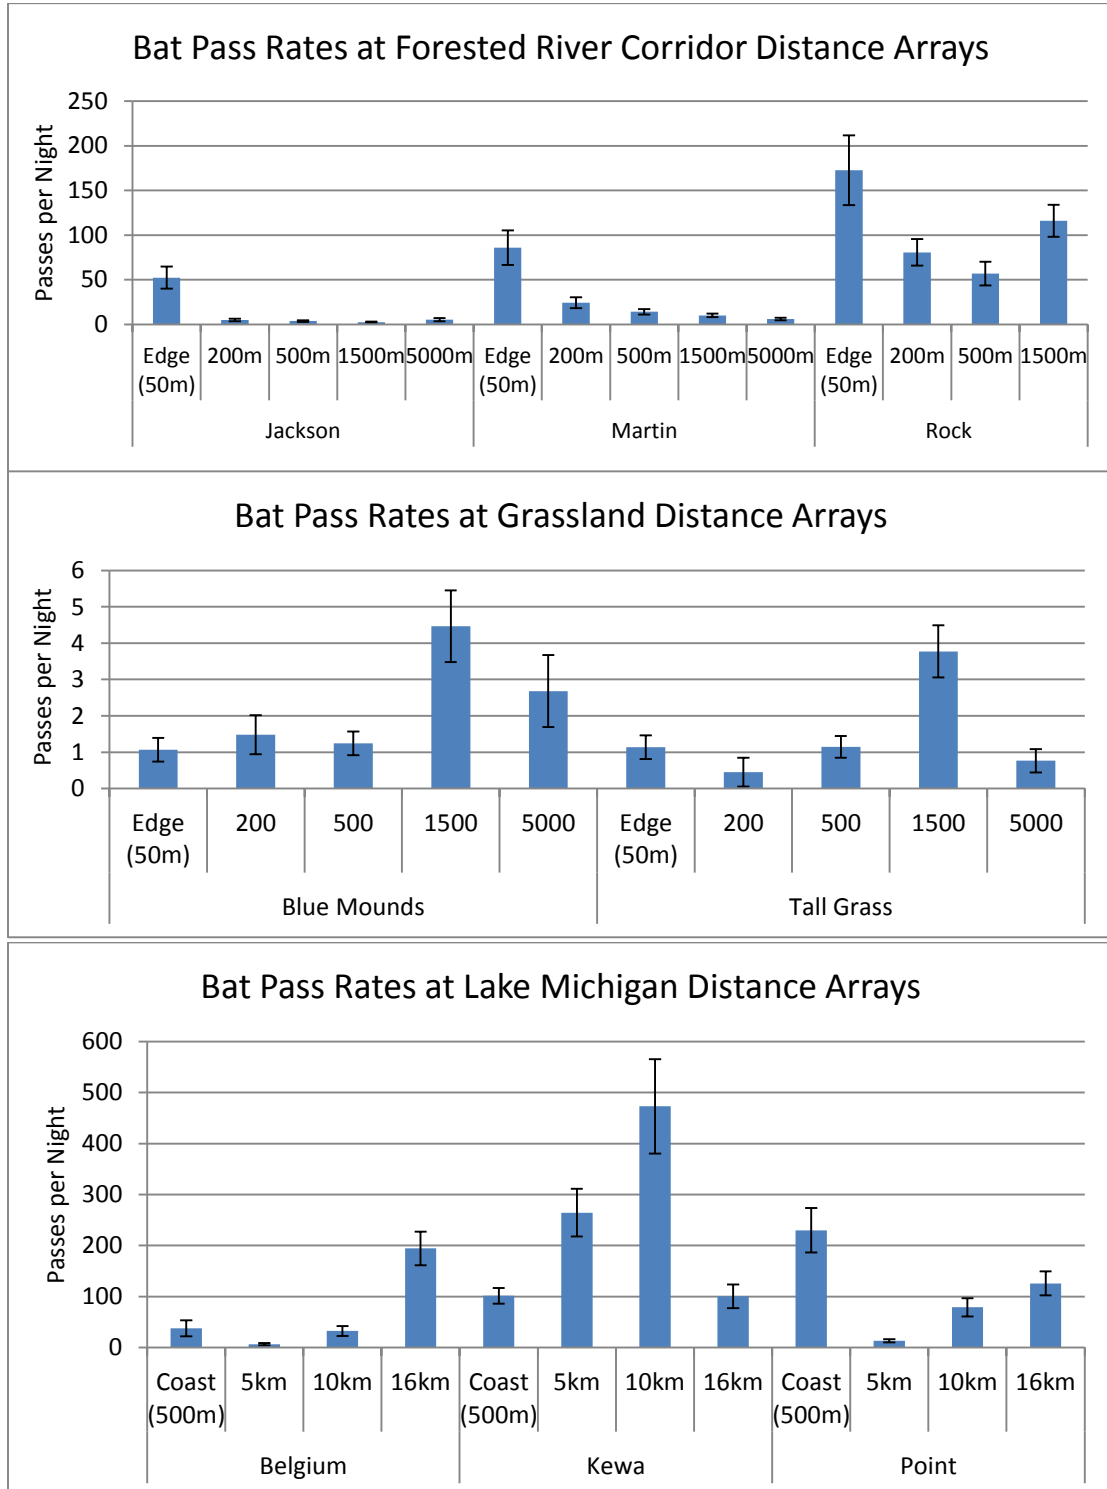 Bat Pass Rates at Forested River Corridor Distance Arrays
Passes per Night
250
200
150
100
50
0
Edge (50m) 200m 500m 1500m 5000m Edge (50m) 200m 500m 1500m 5000m Edge (50m) 200m 500m 1500m
Jackson Martin Rock
Bat Pass Rates at Grassland Distance Arrays
Passes per Night
6
5
4
3
2
1
0
Edge (50m) 200 500 1500 5000 Edge (50m) 200 500 1500 5000
Blue Mounds Tall Grass
Bat Pass Rates at Lake Michigan Distance Arrays
Passes per Night
600
500
400
300
200
100
0
Coast (500m) 5km 10km 16km Coast (500m) 5km 10km 16km Coast (500m) 5km 10km 16km
Belgium Kewa Point